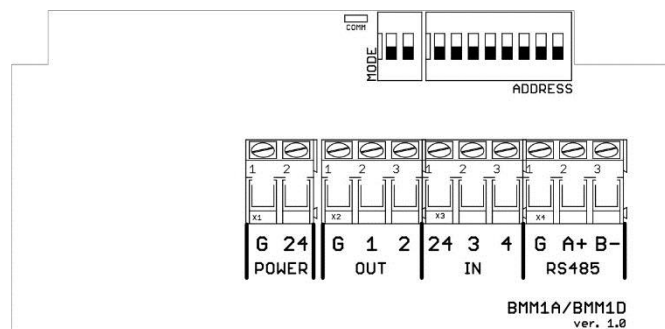 COMM
MODE
ADDRESS
1 2 1 2 3 1 2 3 1 2 3
X1 X2 X3 X4
G 24 G 1 2 24 3 4 G A+ B-
POWER OUT IN RS485
BMM1A/BMM1D
ver. 1.0